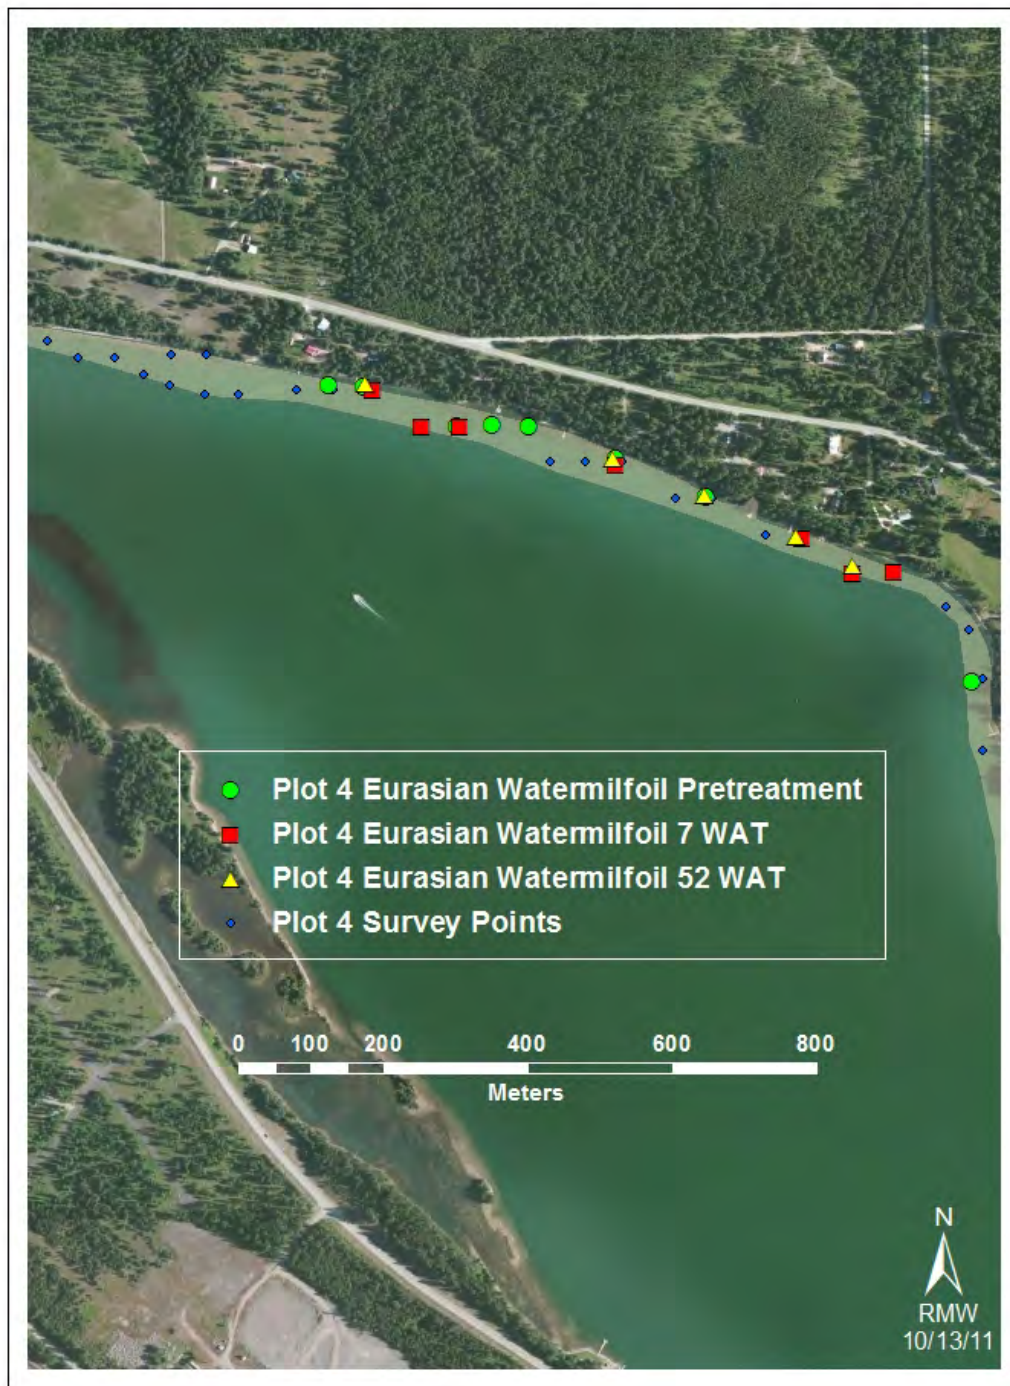 Plot 4 Eurasian Watermilfoil Pretreatment
Plot 4 Eurasian Watermilfoil 7 WAT
Plot 4 Eurasian Watermilfoil 52 WAT
Plot 4 Survey Points
0 100 200 400 600 800
Meters
N
RMW
10/13/11